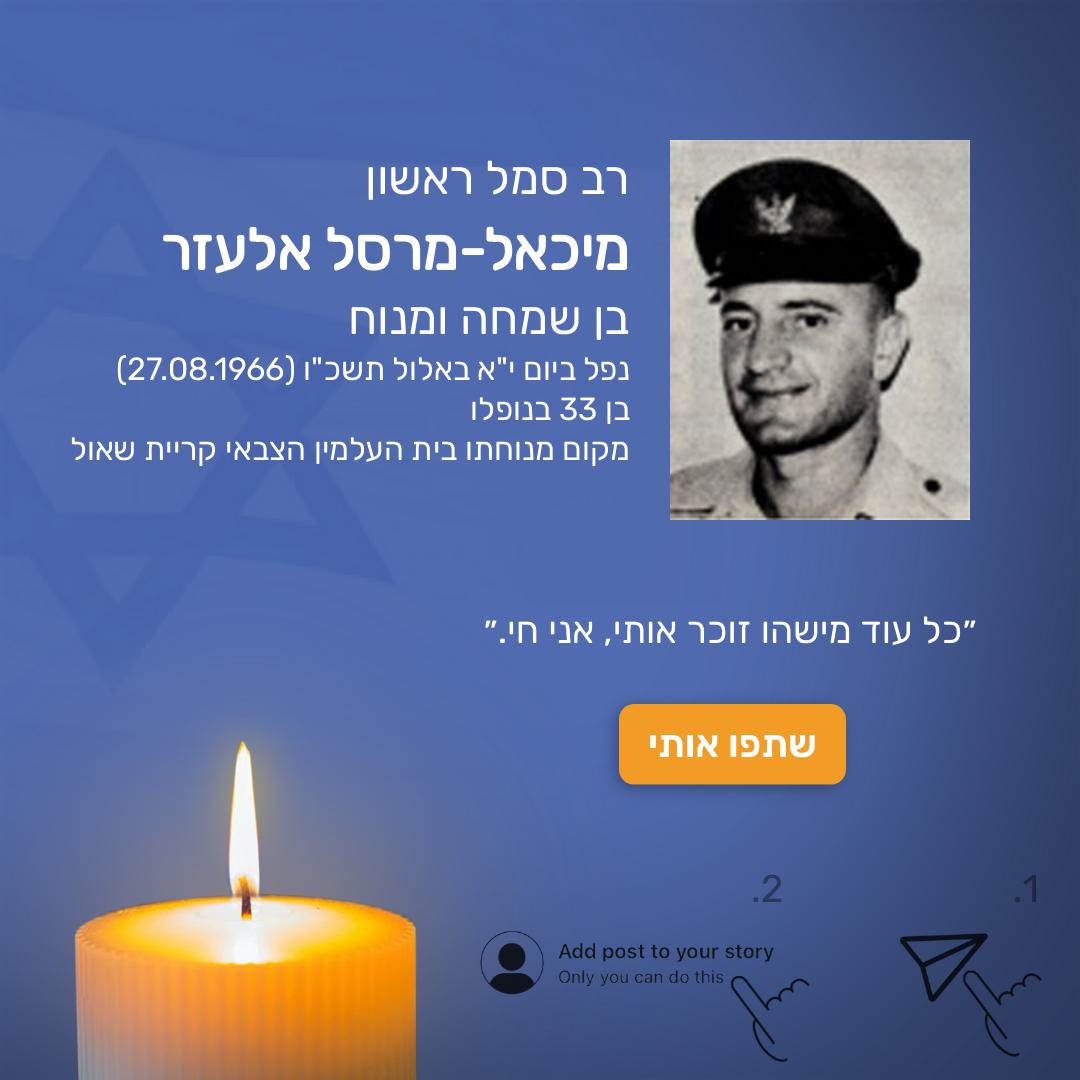 רב סמל ראשון
מיכאל-מרסל אלעזר
בן שמחה ומנוח
נפל ביום י"א באלול תשכ"ו (27.08.1966)
בן 33 בנופלו
מקום מנוחתו בית העלמין הצבאי קריית שאול
״כל עוד מישהו זוכר אותי, אני חי.״
שתפו אותי
1.
2.
Add post to your story
Only you can do this